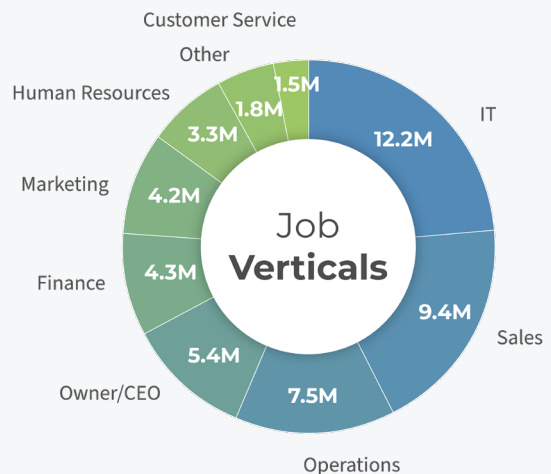 Customer Service
Other
Human Resources
Marketing
Finance
Owner/CEO
Operations
Sales
IT
1.5M
1.8M
3.3M
4.2M
4.3M
5.4M
7.5M
9.4M
12.2M
Job
Verticals